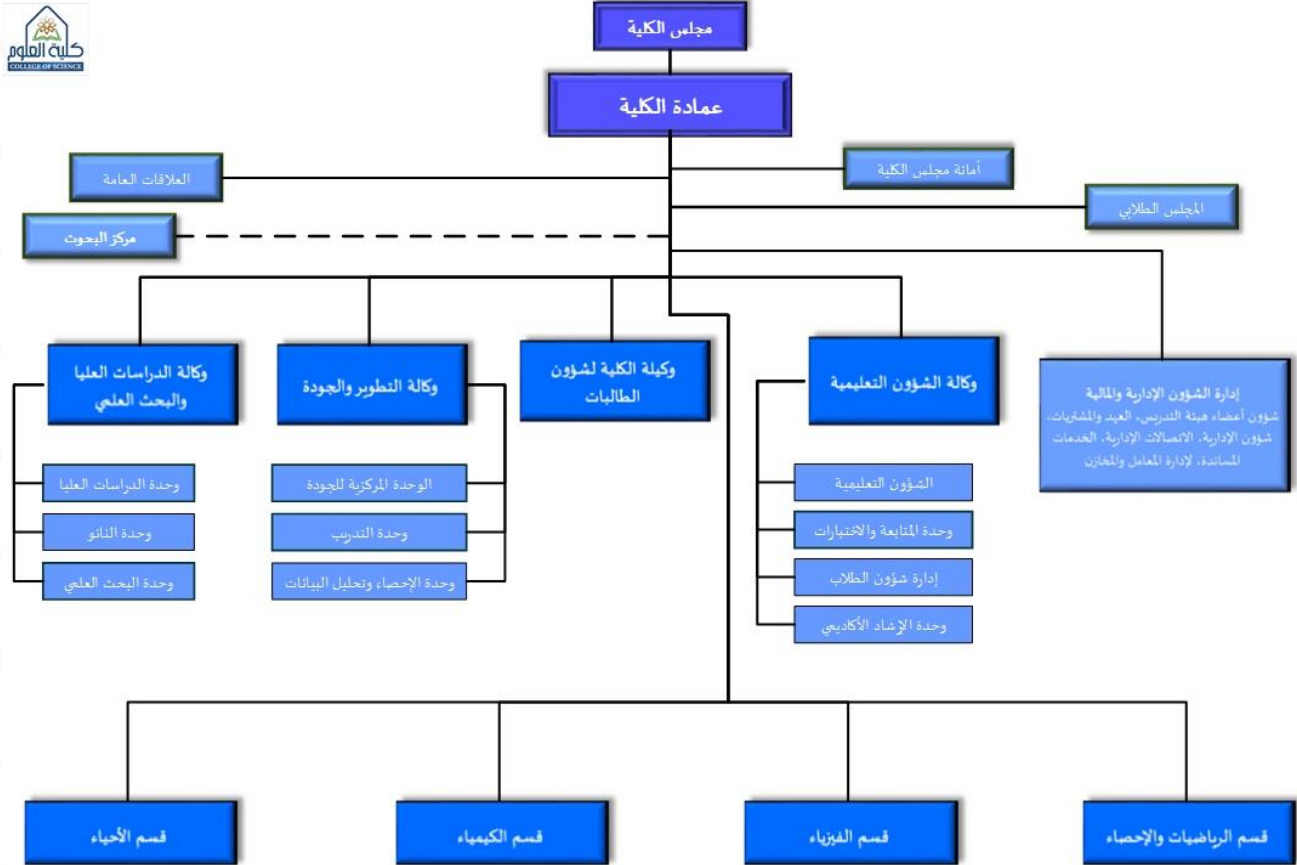 كلية العلوم
COLLEGE OF SCIENCE
مجلس الكلية
عمادة الكلية
أمانة مجلس الكلية
العلاقات العامة
المجلس الطلابي
مركز البحوث
إدارة الشؤون الإدارية والمالية
شؤون أعضاء هيئة التدريس، العهد والمشتريات،
شؤون الإدارية، الاتصالات الإدارية، الخدمات
المساندة، لإدارة المعامل والمخازن
وكالة الشؤون التعليمية
الشؤون التعليمية
وحدة المتابعة والاختبارات
إدارة شؤون الطلاب
وحدة الإرشاد الأكاديمي
وكيلة الكلية لشؤون
الطالبات
وكالة التطوير والجودة
الوحدة المركزية للجودة
وحدة التدريب
وحدة الإحصاء وتحليل البيانات
وكالة الدراسات العليا
والبحث العلمي
وحدة الدراسات العليا
وحدة النانو
وحدة البحث العلمي
قسم الرياضيات والإحصاء
قسم الفيزياء
قسم الكيمياء
قسم الأحياء